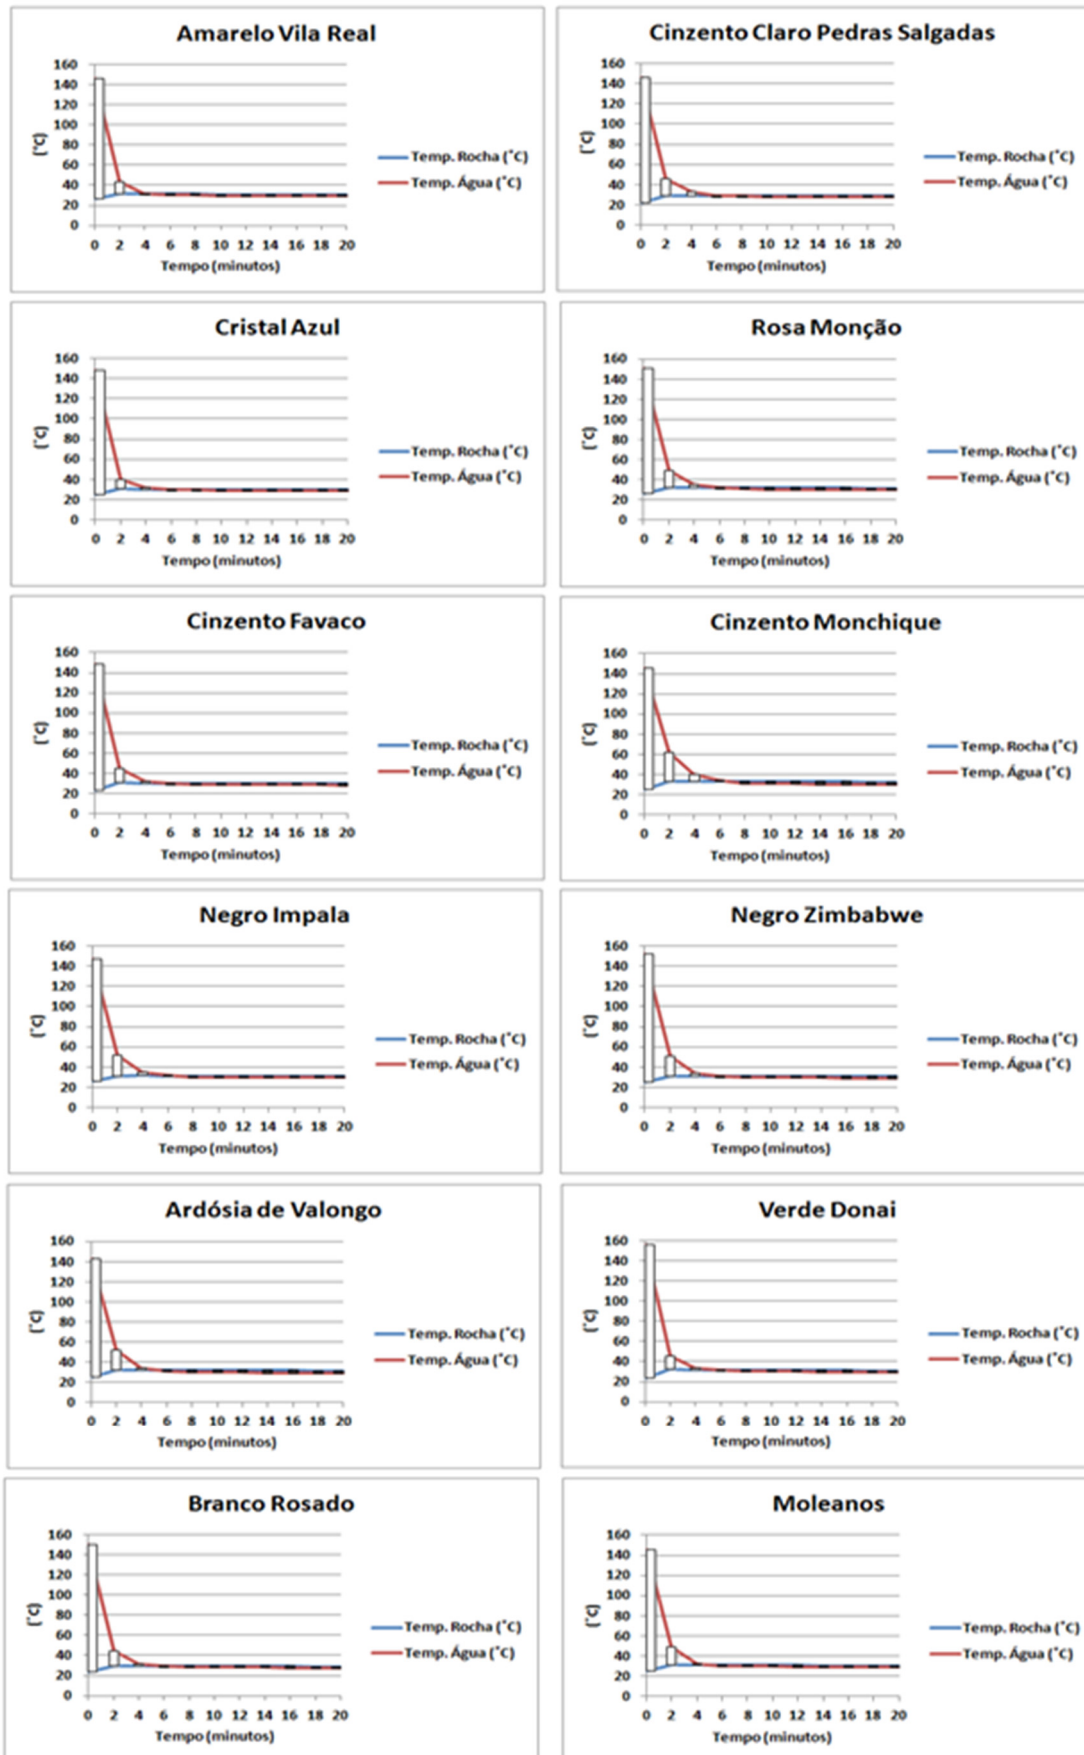 Amarelo Vila Real
160
140
120
100
80
60
40
20
0
(°C)
0 2 4 6 8 10 12 14 16 18 20
Tempo (minutos)
Temp. Rocha (°C)
Temp. Água (°C)
Cinzento Claro Pedras Salgadas
160
140
120
100
80
60
40
20
0
(°C)
0 2 4 6 8 10 12 14 16 18 20
Tempo (minutos)
Temp. Rocha (°C)
Temp. Água (°C)
Cristal Azul
160
140
120
100
80
60
40
20
0
(°C)
0 2 4 6 8 10 12 14 16 18 20
Tempo (minutos)
Temp. Rocha (°C)
Temp. Água (°C)
Rosa Monção
160
140
120
100
80
60
40
20
0
(°C)
0 2 4 6 8 10 12 14 16 18 20
Tempo (minutos)
Temp. Rocha (°C)
Temp. Água (°C)
Cinzento Favaco
160
140
120
100
80
60
40
20
0
(°C)
0 2 4 6 8 10 12 14 16 18 20
Tempo (minutos)
Temp. Rocha (°C)
Temp. Água (°C)
Cinzento Monchique
160
140
120
100
80
60
40
20
0
(°C)
0 2 4 6 8 10 12 14 16 18 20
Tempo (minutos)
Temp. Rocha (°C)
Temp. Água (°C)
Negro Impala
160
140
120
100
80
60
40
20
0
(°C)
0 2 4 6 8 10 12 14 16 18 20
Tempo (minutos)
Temp. Rocha (°C)
Temp. Água (°C)
Negro Zimbabwe
160
140
120
100
80
60
40
20
0
(°C)
0 2 4 6 8 10 12 14 16 18 20
Tempo (minutos)
Temp. Rocha (°C)
Temp. Água (°C)
Ardósia de Valongo
160
140
120
100
80
60
40
20
0
(°C)
0 2 4 6 8 10 12 14 16 18 20
Tempo (minutos)
Temp. Rocha (°C)
Temp. Água (°C)
Verde Donai
160
140
120
100
80
60
40
20
0
(°C)
0 2 4 6 8 10 12 14 16 18 20
Tempo (minutos)
Temp. Rocha (°C)
Temp. Água (°C)
Branco Rosado
160
140
120
100
80
60
40
20
0
(°C)
0 2 4 6 8 10 12 14 16 18 20
Tempo (minutos)
Temp. Rocha (°C)
Temp. Água (°C)
Moleanos
160
140
120
100
80
60
40
20
0
(°C)
0 2 4 6 8 10 12 14 16 18 20
Tempo (minutos)
Temp. Rocha (°C)
Temp. Água (°C)